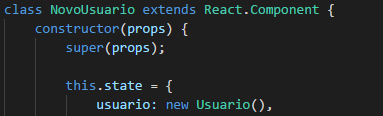 class NovoUsuario extends React.Component {
constructor(props) {
super(props);
this.state = {
usuario: new Usuario(),